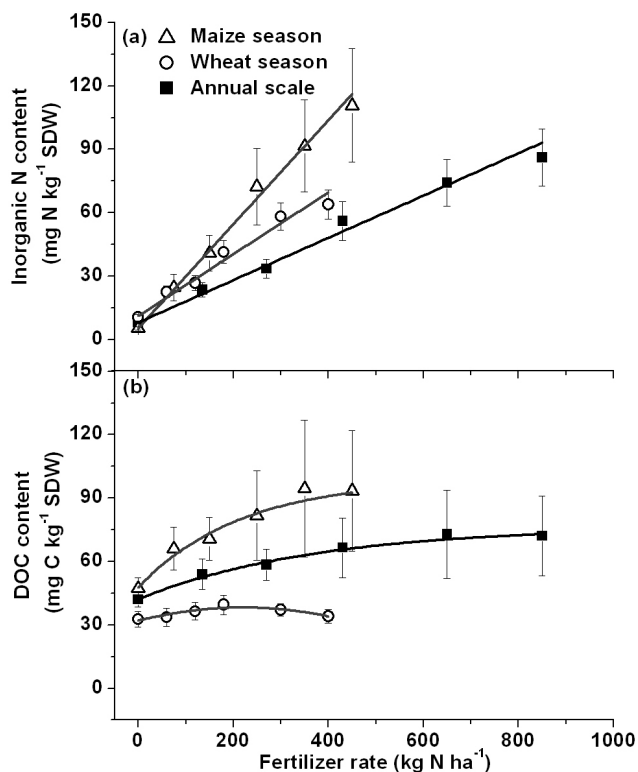 (a)
Maize season
Wheat season
Annual scale
Inorganic N content
(mg N kg⁻¹ SDW)
150
120
90
60
30
0
(b)
DOC content
(mg C kg⁻¹ SDW)
150
120
90
60
30
0
0 200 400 600 800 1000
Fertilizer rate (kg N ha⁻¹)